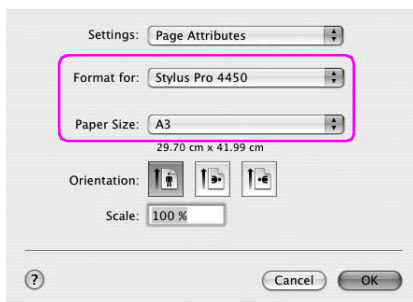 Settings: Page Attributes
Format for: Stylus Pro 4450
Paper Size: A3
29.70 cm x 41.99 cm
Orientation:
Scale: 100 %
? Cancel OK